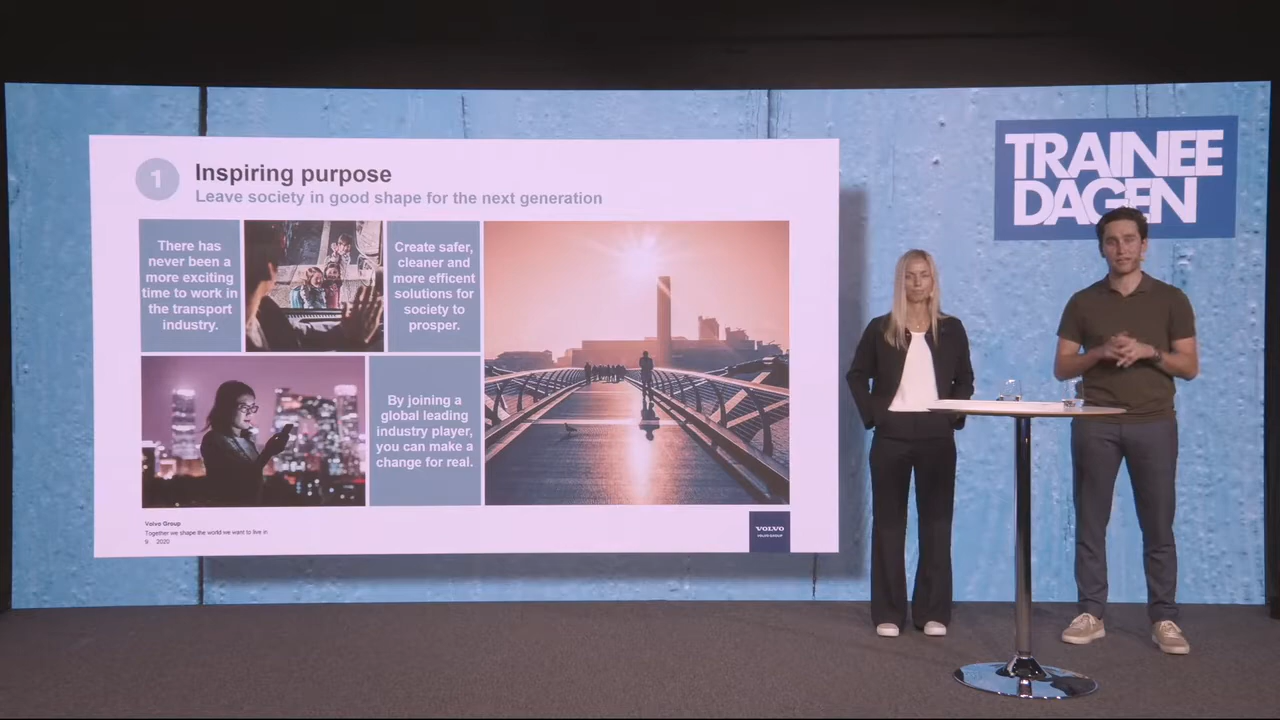 1
Inspiring purpose
Leave society in good shape for the next generation
There has
never been a
more exciting
time to work in
the transport
industry.
Create safer,
cleaner and
more efficent
solutions for
society to
prosper.
By joining a
global leading
industry player,
you can make a
change for real.
Volvo Group
Together we shape the world we want to live in
9 2020
VOLVO
VOLVO GROUP
TRAINEE
DAGEN